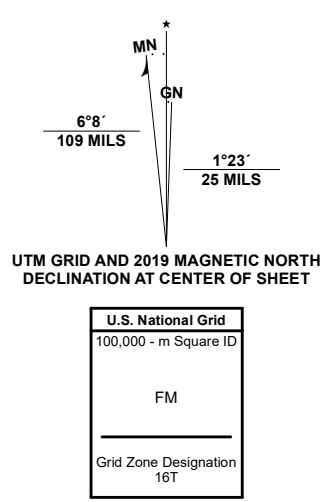 ★
MN
GN
6°8´
109 MILS
1°23´
25 MILS
UTM GRID AND 2019 MAGNETIC NORTH
DECLINATION AT CENTER OF SHEET
U.S. National Grid
100,000 - m Square ID
FM
Grid Zone Designation
16T